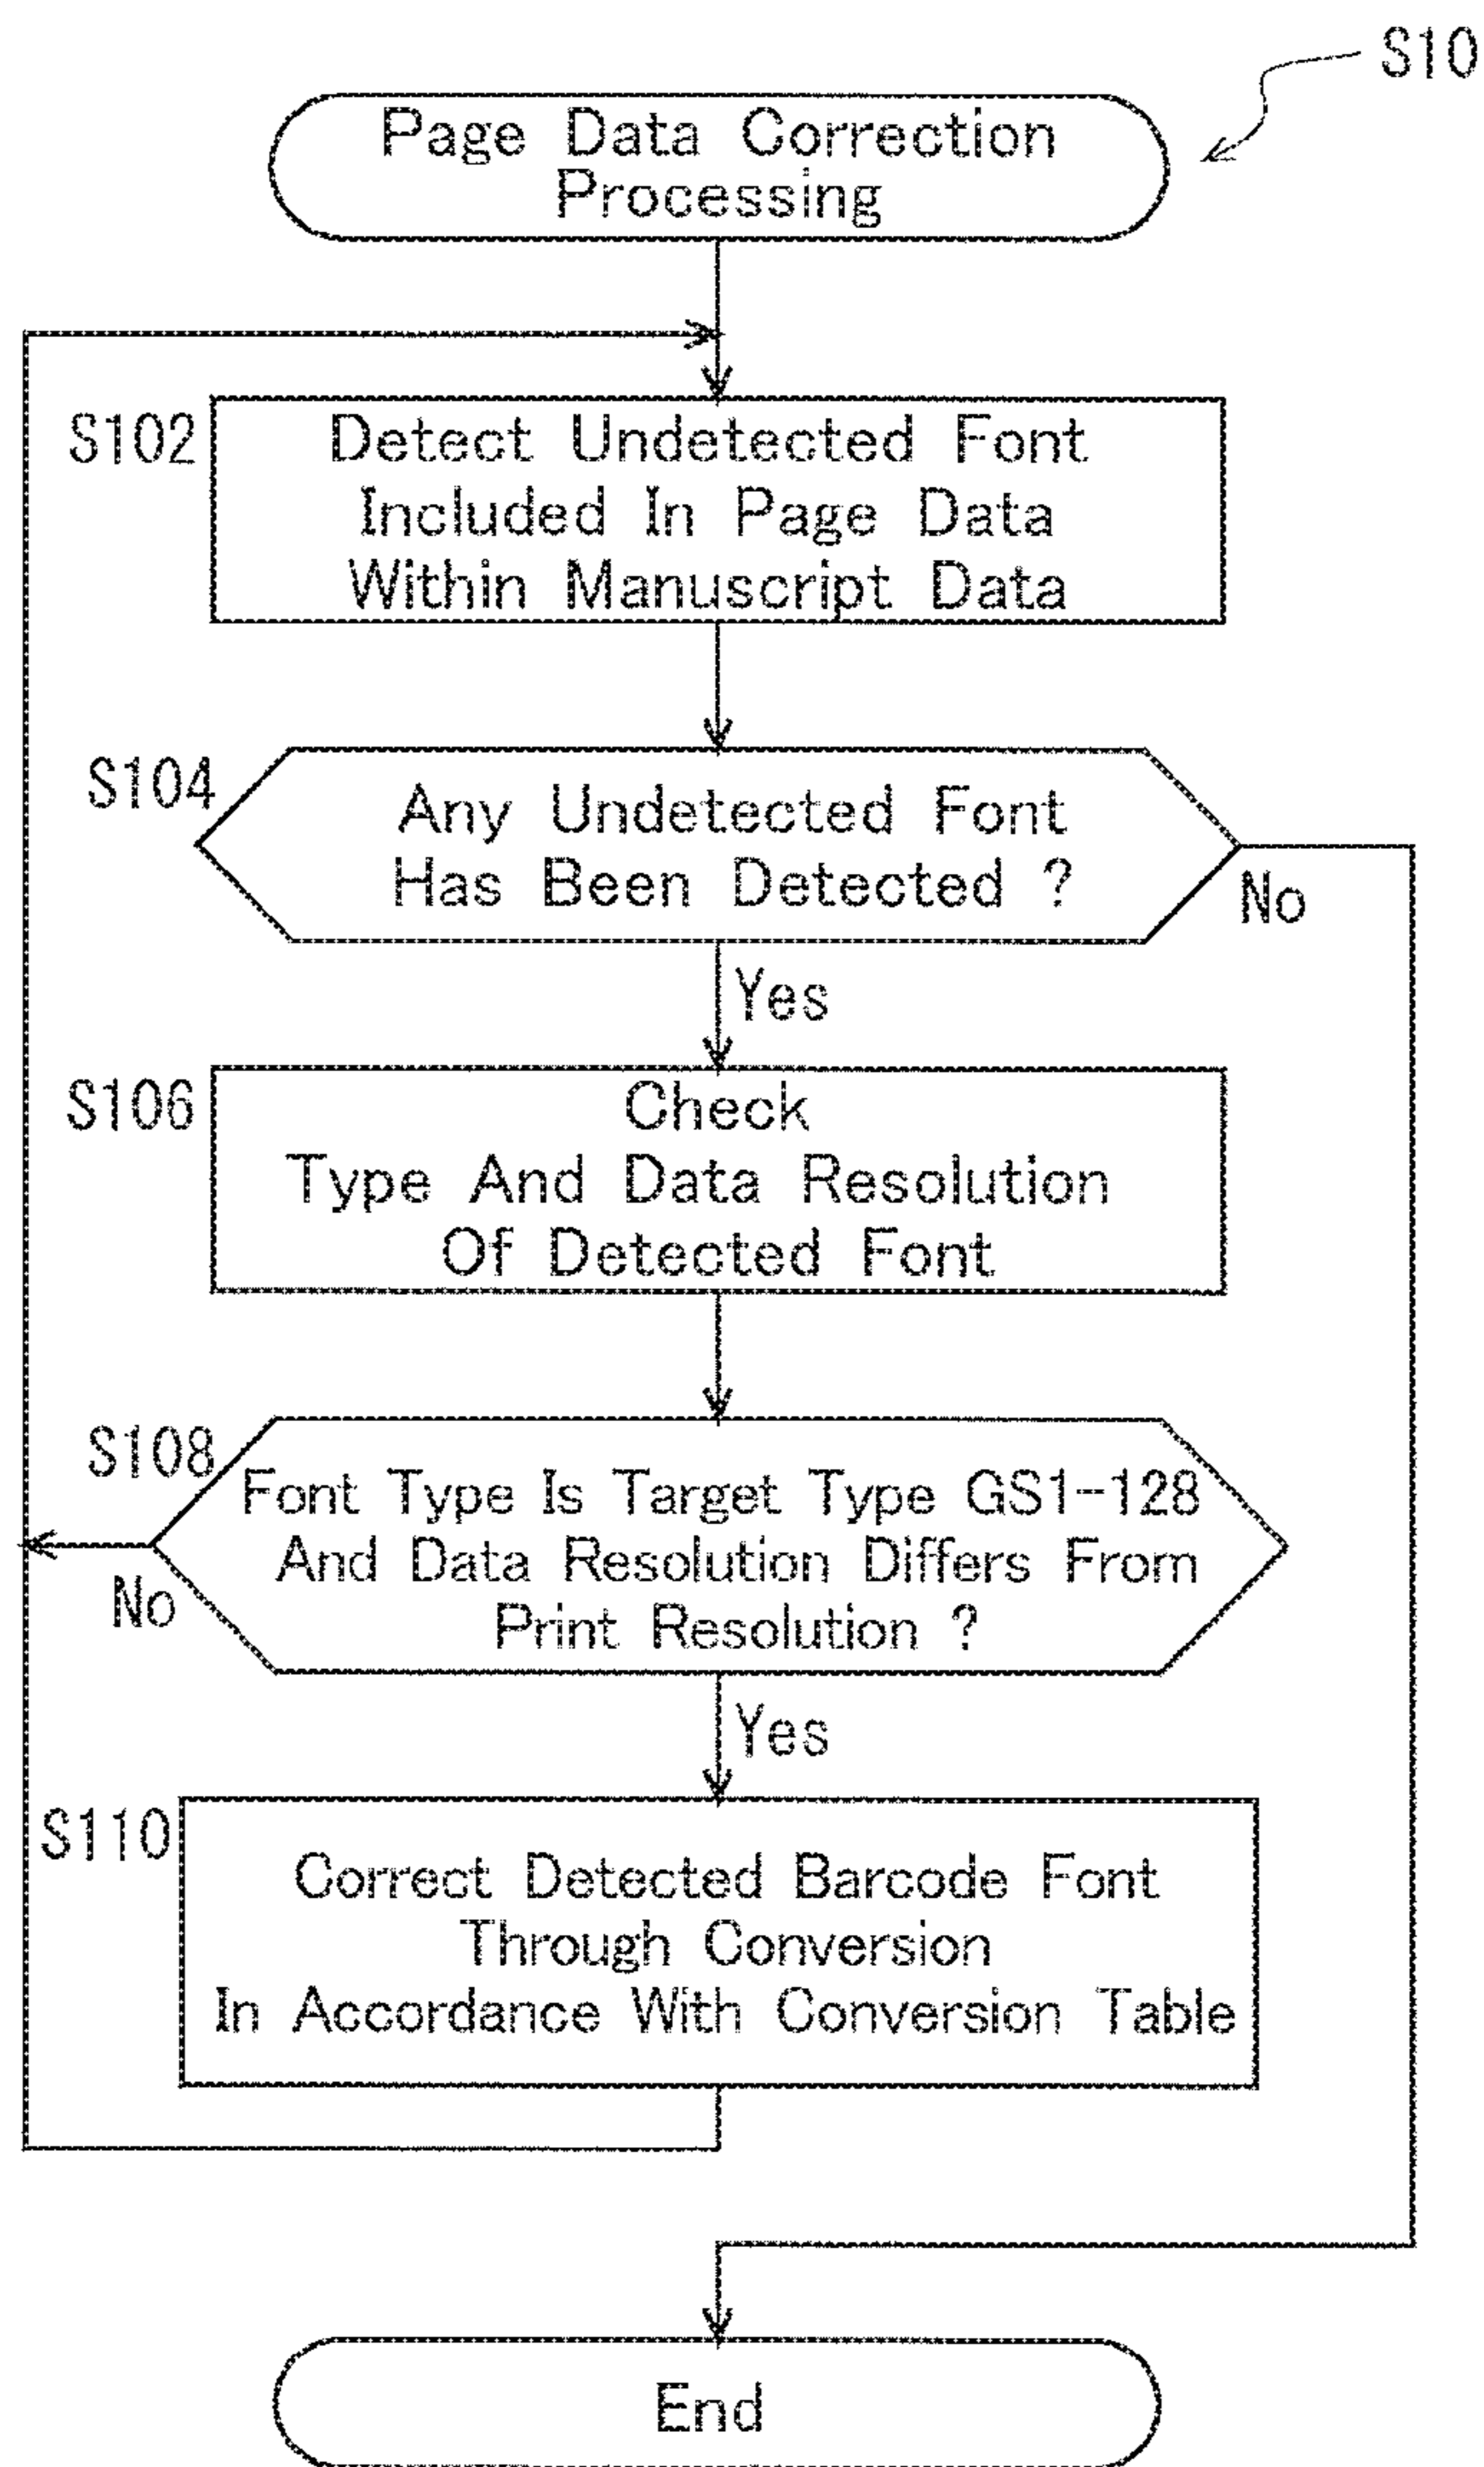 S10
Page Data Correction
Processing
S102
Detect Undetected Font
Included In Page Data
Within Manuscript Data
S104
Any Undetected Font
Has Been Detected ?
No
Yes
S106
Check
Type And Data Resolution
Of Detected Font
S108
Font Type Is Target Type GS1-128
And Data Resolution Differs From
Print Resolution ?
No
Yes
S110
Correct Detected Barcode Font
Through Conversion
In Accordance With Conversion Table
End